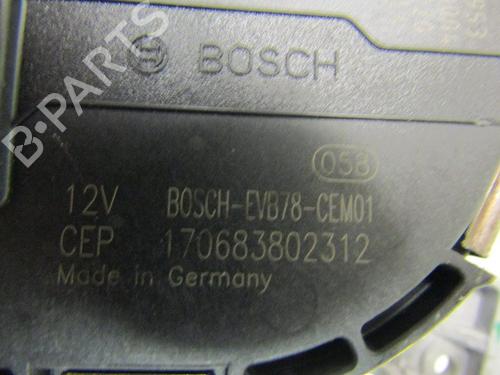 BOSCH
058
12V BOSCH-EVB78-CEM01
CEP 170683802312
Made in Germany
B-PARTS